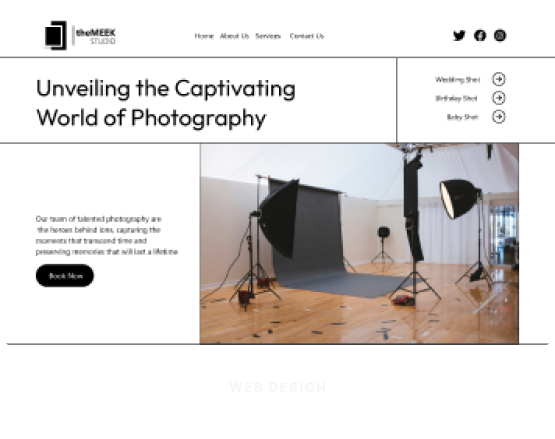 theMEEK
STUDIO
Home About Us Services Contact Us
Unveiling the Captivating
World of Photography
Wedding Shot
Birthday Shot
Baby Shot
Our team of talented photography are
the heroes behind lens, capturing the
moments that transcend time and
preserving memories that will last a lifetime
Book Now
WEB DESIGN